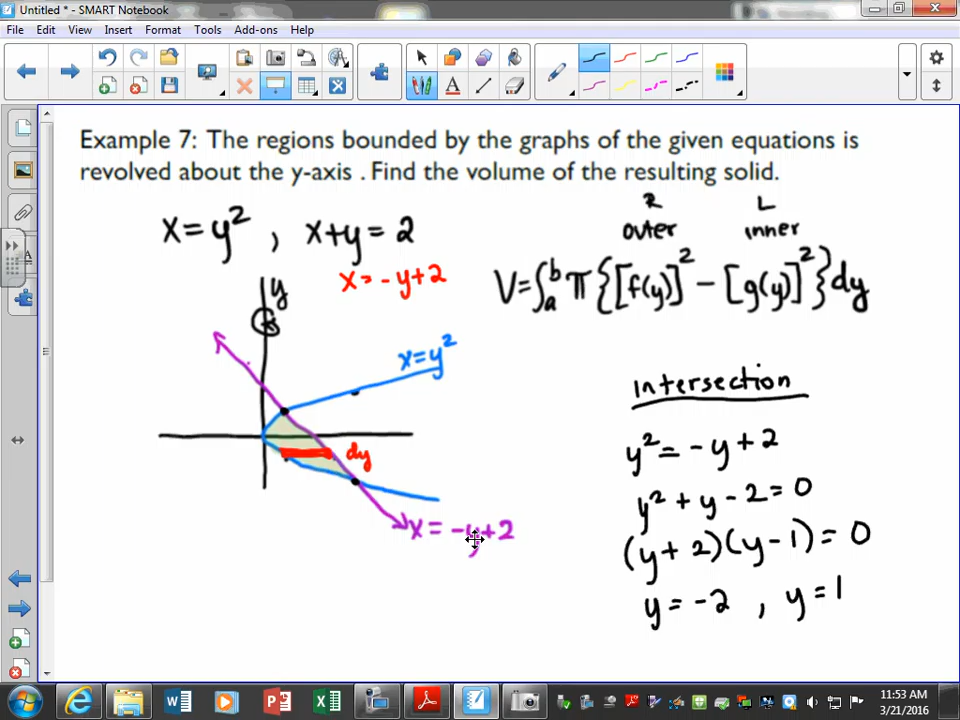 Untitled * - SMART Notebook
File Edit View Insert Format Tools Add-ons Help
Example 7: The regions bounded by the graphs of the given equations is
revolved about the y-axis . Find the volume of the resulting solid.
R L
outer inner
x = y², x+y = 2
x = -y+2
V = ∫ₐᵇ π{[f(y)]² - [g(y)]²}dy
y
x = y²
dy
x = -y+2
intersection
y² = -y+2
y² + y - 2 = 0
(y+2)(y-1) = 0
y = -2 , y = 1
11:53 AM
3/21/2016